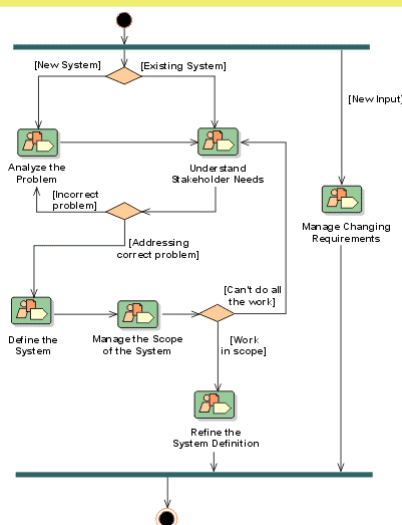 [New System]
[Existing System]
[New Input]
Analyze the
Problem
Understand
Stakeholder Needs
[Incorrect
problem]
Manage Changing
Requirements
[Addressing
correct problem]
[Can't do all
the work]
Define the
System
Manage the Scope
of the System
[Work
in scope]
Refine the
System Definition